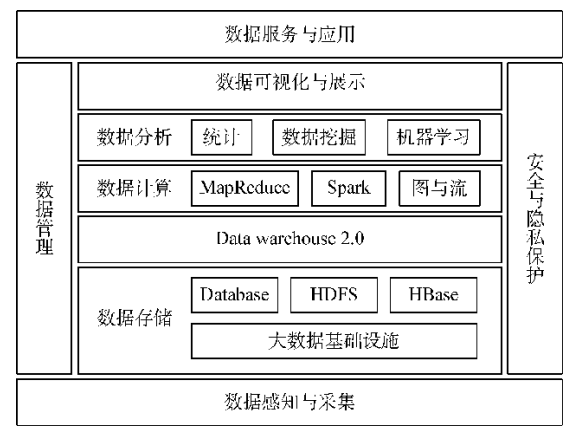 数据服务与应用
数据管理
数据可视化与展示
数据分析 统计 数据挖掘 机器学习
数据计算 MapReduce Spark 图与流
Data warehouse 2.0
数据存储 Database HDFS HBase
大数据基础设施
安全与隐私保护
数据感知与采集